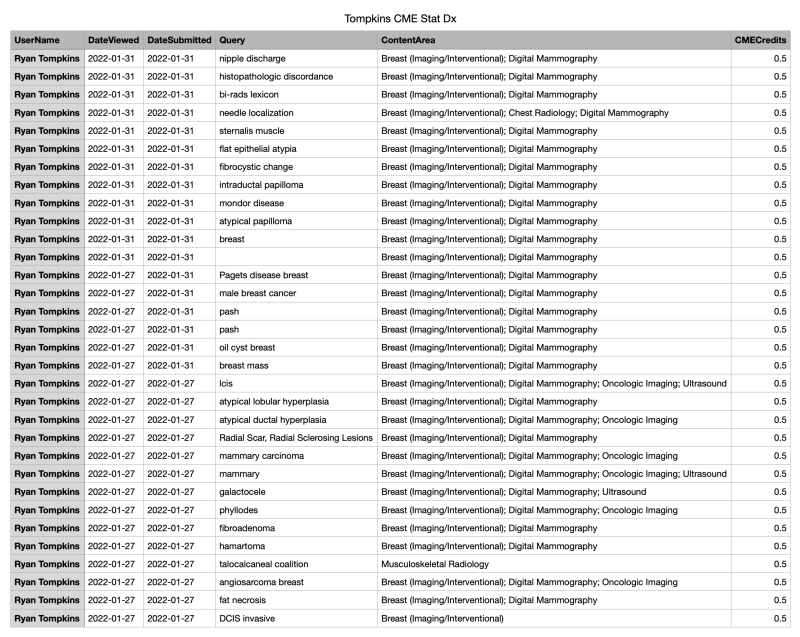 Tompkins CME Stat Dx
UserName DateViewed DateSubmitted Query ContentArea CMECredits
Ryan Tompkins 2022-01-31 2022-01-31 nipple discharge Breast (Imaging/Interventional); Digital Mammography 0.5
Ryan Tompkins 2022-01-31 2022-01-31 histopathologic discordance Breast (Imaging/Interventional); Digital Mammography 0.5
Ryan Tompkins 2022-01-31 2022-01-31 bi-rads lexicon Breast (Imaging/Interventional); Digital Mammography 0.5
Ryan Tompkins 2022-01-31 2022-01-31 needle localization Breast (Imaging/Interventional); Chest Radiology; Digital Mammography 0.5
Ryan Tompkins 2022-01-31 2022-01-31 sternalis muscle Breast (Imaging/Interventional); Digital Mammography 0.5
Ryan Tompkins 2022-01-31 2022-01-31 flat epithelial atypia Breast (Imaging/Interventional); Digital Mammography 0.5
Ryan Tompkins 2022-01-31 2022-01-31 fibrocystic change Breast (Imaging/Interventional); Digital Mammography 0.5
Ryan Tompkins 2022-01-31 2022-01-31 intraductal papilloma Breast (Imaging/Interventional); Digital Mammography 0.5
Ryan Tompkins 2022-01-31 2022-01-31 mondor disease Breast (Imaging/Interventional); Digital Mammography 0.5
Ryan Tompkins 2022-01-31 2022-01-31 atypical papilloma Breast (Imaging/Interventional); Digital Mammography 0.5
Ryan Tompkins 2022-01-31 2022-01-31 breast Breast (Imaging/Interventional); Digital Mammography 0.5
Ryan Tompkins 2022-01-31 2022-01-31 Breast (Imaging/Interventional); Digital Mammography 0.5
Ryan Tompkins 2022-01-27 2022-01-31 Pagets disease breast Breast (Imaging/Interventional); Digital Mammography 0.5
Ryan Tompkins 2022-01-27 2022-01-31 male breast cancer Breast (Imaging/Interventional); Digital Mammography 0.5
Ryan Tompkins 2022-01-27 2022-01-31 pash Breast (Imaging/Interventional); Digital Mammography 0.5
Ryan Tompkins 2022-01-27 2022-01-31 pash Breast (Imaging/Interventional); Digital Mammography 0.5
Ryan Tompkins 2022-01-27 2022-01-31 oil cyst breast Breast (Imaging/Interventional); Digital Mammography 0.5
Ryan Tompkins 2022-01-27 2022-01-31 breast mass Breast (Imaging/Interventional); Digital Mammography 0.5
Ryan Tompkins 2022-01-27 2022-01-27 lcis Breast (Imaging/Interventional); Digital Mammography; Oncologic Imaging; Ultrasound 0.5
Ryan Tompkins 2022-01-27 2022-01-27 atypical lobular hyperplasia Breast (Imaging/Interventional); Digital Mammography 0.5
Ryan Tompkins 2022-01-27 2022-01-27 atypical ductal hyperplasia Breast (Imaging/Interventional); Digital Mammography; Oncologic Imaging 0.5
Ryan Tompkins 2022-01-27 2022-01-27 Radial Scar, Radial Sclerosing Lesions Breast (Imaging/Interventional); Digital Mammography 0.5
Ryan Tompkins 2022-01-27 2022-01-27 mammary carcinoma Breast (Imaging/Interventional); Digital Mammography; Oncologic Imaging 0.5
Ryan Tompkins 2022-01-27 2022-01-27 mammary Breast (Imaging/Interventional); Digital Mammography; Oncologic Imaging; Ultrasound 0.5
Ryan Tompkins 2022-01-27 2022-01-27 galactocele Breast (Imaging/Interventional); Digital Mammography; Ultrasound 0.5
Ryan Tompkins 2022-01-27 2022-01-27 phyllodes Breast (Imaging/Interventional); Digital Mammography; Oncologic Imaging 0.5
Ryan Tompkins 2022-01-27 2022-01-27 fibroadenoma Breast (Imaging/Interventional); Digital Mammography 0.5
Ryan Tompkins 2022-01-27 2022-01-27 hamartoma Breast (Imaging/Interventional); Digital Mammography 0.5
Ryan Tompkins 2022-01-27 2022-01-27 talocalcaneal coalition Musculoskeletal Radiology 0.5
Ryan Tompkins 2022-01-27 2022-01-27 angiosarcoma breast Breast (Imaging/Interventional); Digital Mammography; Oncologic Imaging 0.5
Ryan Tompkins 2022-01-27 2022-01-27 fat necrosis Breast (Imaging/Interventional); Digital Mammography 0.5
Ryan Tompkins 2022-01-27 2022-01-27 DCIS invasive Breast (Imaging/Interventional) 0.5